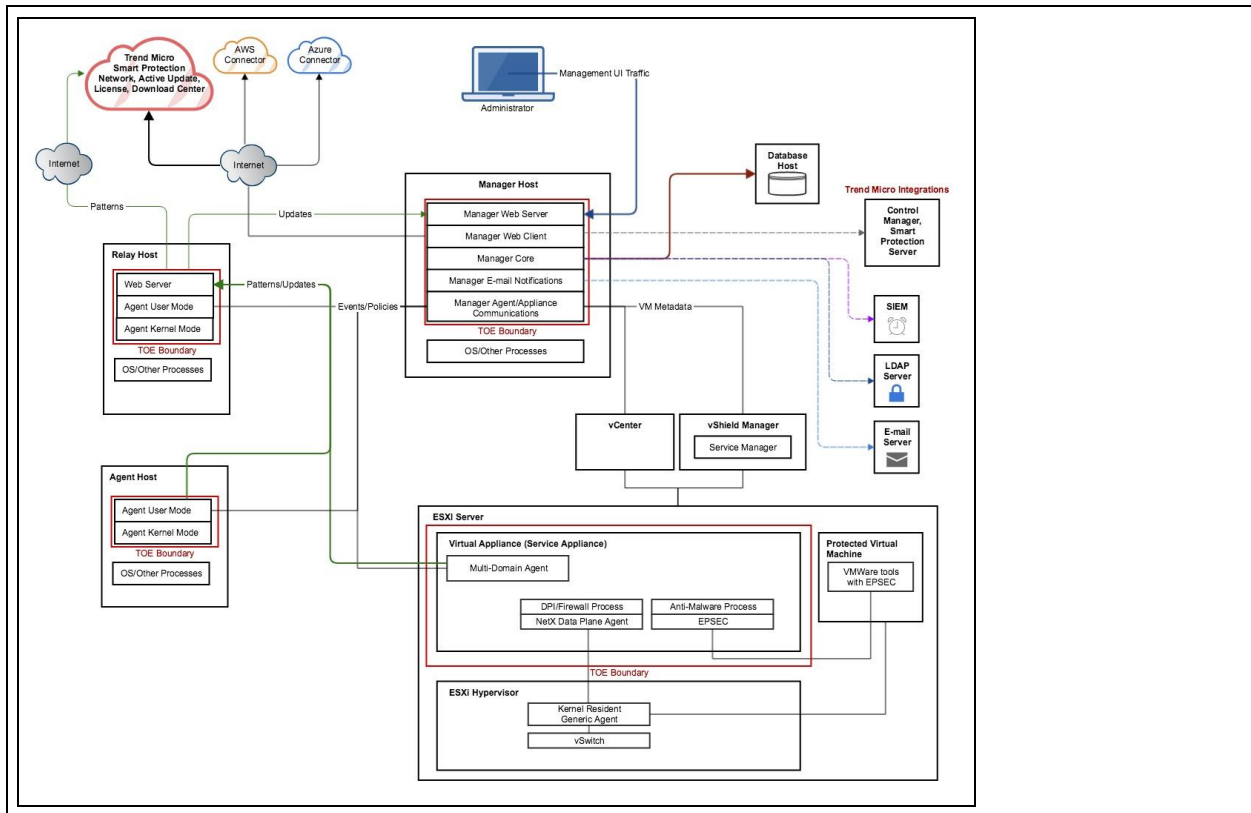 Trend Micro
Smart Protection
Network, Active Update,
License, Download Center
AWS
Connector
Azure
Connector
Management UI Traffic
Administrator
Internet
Internet
Patterns
Updates
Database
Host
Manager Host
Manager Web Server
Manager Web Client
Manager Core
Manager E-mail Notifications
Manager Agent/Appliance
Communications
TOE Boundary
OS/Other Processes
Trend Micro Integrations
Control
Manager,
Smart
Protection
Server
Relay Host
Web Server
Agent User Mode
Agent Kernel Mode
TOE Boundary
OS/Other Processes
Patterns/Updates
Events/Policies
VM Metadata
SIEM
LDAP
Server
E-mail
Server
vCenter
vShield Manager
Service Manager
Agent Host
Agent User Mode
Agent Kernel Mode
TOE Boundary
OS/Other Processes
ESXI Server
Virtual Appliance (Service Appliance)
Multi-Domain Agent
DPI/Firewall Process
NetX Data Plane Agent
Anti-Malware Process
EPSEC
Protected Virtual
Machine
VMWare tools
with EPSEC
TOE Boundary
ESXi Hypervisor
Kernel Resident
Generic Agent
vSwitch